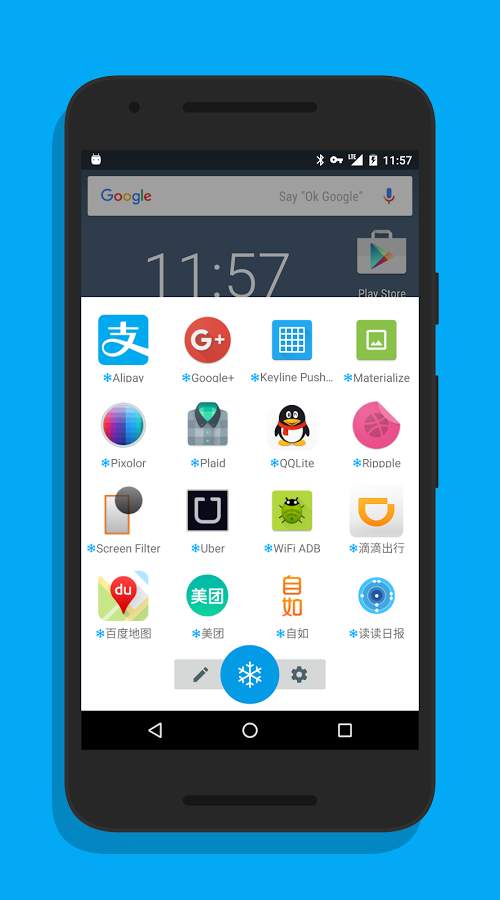 LTE 11:57
Google Say "Ok Google"
11:57
Play Store
支
G+
✻Alipay ✻Google+ ✻Keyline Push… ✻Materialize
✻Pixolor ✻Plaid ✻QQLite ✻Rippple
✻Screen Filter ✻Uber ✻WiFi ADB ✻滴滴出行
du
美团
自如
✻百度地图 ✻美团 ✻自如 ✻读读日报